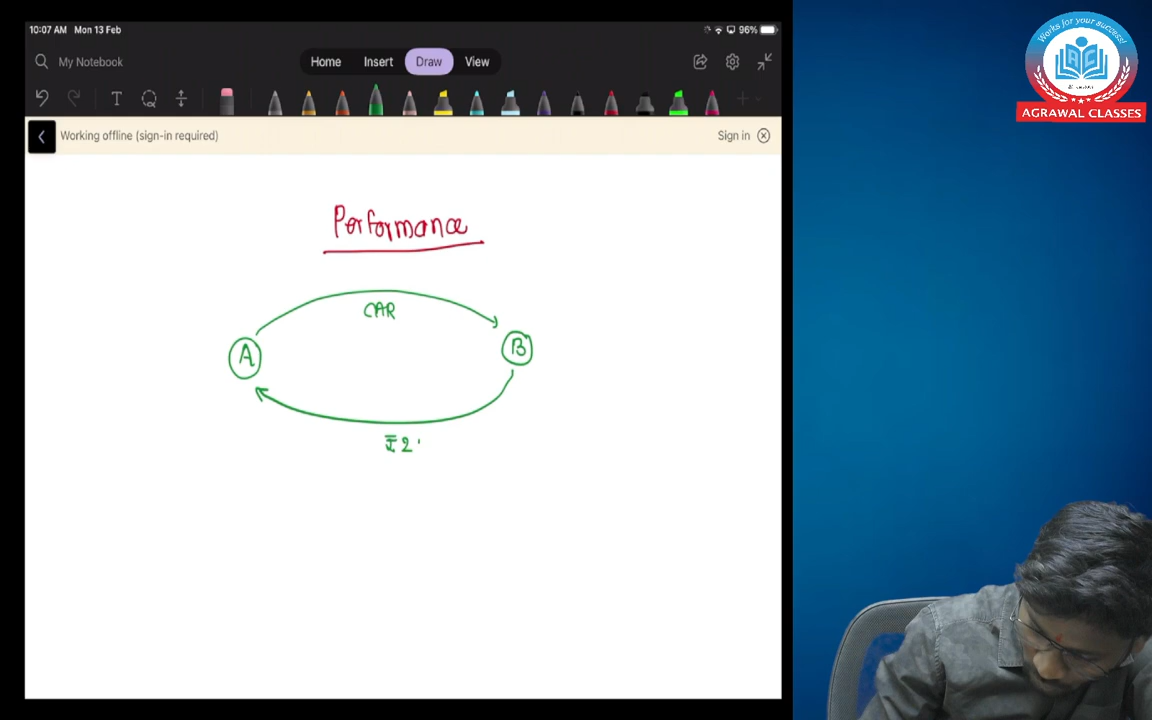 10:07 AM Mon 13 Feb
96%
My Notebook
Home Insert Draw View
Working offline (sign-in required)
Sign in
Works for your success!
AC
AGRAWAL CLASSES
Performance
CAR
A
B
2